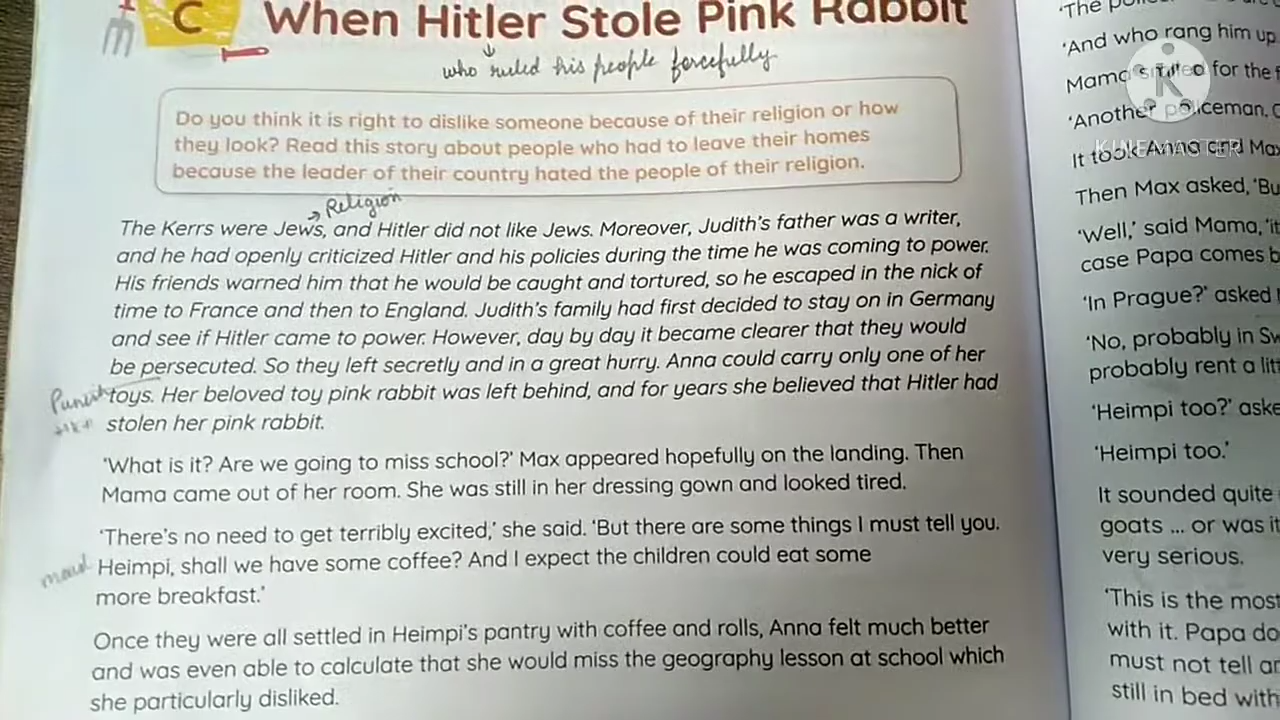 C When Hitler Stole Pink Rabbit
who ruled his people forcefully
Do you think it is right to dislike someone because of their religion or how
they look? Read this story about people who had to leave their homes
because the leader of their country hated the people of their religion.
Religion
The Kerrs were Jews, and Hitler did not like Jews. Moreover, Judith's father was a writer,
and he had openly criticized Hitler and his policies during the time he was coming to power.
His friends warned him that he would be caught and tortured, so he escaped in the nick of
time to France and then to England. Judith's family had first decided to stay on in Germany
and see if Hitler came to power. However, day by day it became clearer that they would
be persecuted. So they left secretly and in a great hurry. Anna could carry only one of her
toys. Her beloved toy pink rabbit was left behind, and for years she believed that Hitler had
stolen her pink rabbit.
'What is it? Are we going to miss school?' Max appeared hopefully on the landing. Then
Mama came out of her room. She was still in her dressing gown and looked tired.
'There's no need to get terribly excited,' she said. 'But there are some things I must tell you.
maid
Heimpi, shall we have some coffee? And I expect the children could eat some
more breakfast.'
Once they were all settled in Heimpi's pantry with coffee and rolls, Anna felt much better
and was even able to calculate that she would miss the geography lesson at school which
she particularly disliked.
'The
'And who rang him up
Mama smiled for the
'Another policeman,
It took Anna and Max
Then Max asked,
'Well,' said Mama,
case Papa comes
'In Prague?' asked
'No, probably in
probably rent a
'Heimpi too?'
'Heimpi too.'
It sounded quite
goats ... or was it
very serious.
'This is the most
with it. Papa
must not tell
still in bed with
K
KINEMASTER